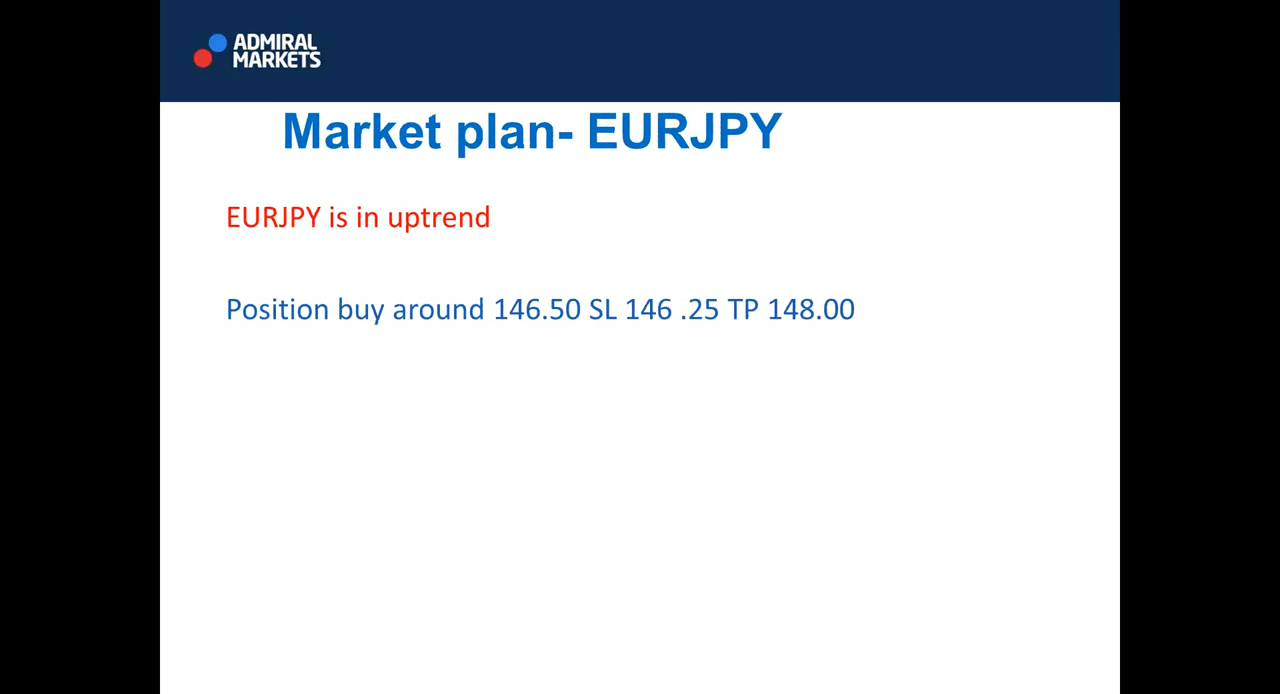 ADMIRAL
MARKETS
Market plan- EURJPY
EURJPY is in uptrend
Position buy around 146.50 SL 146 .25 TP 148.00